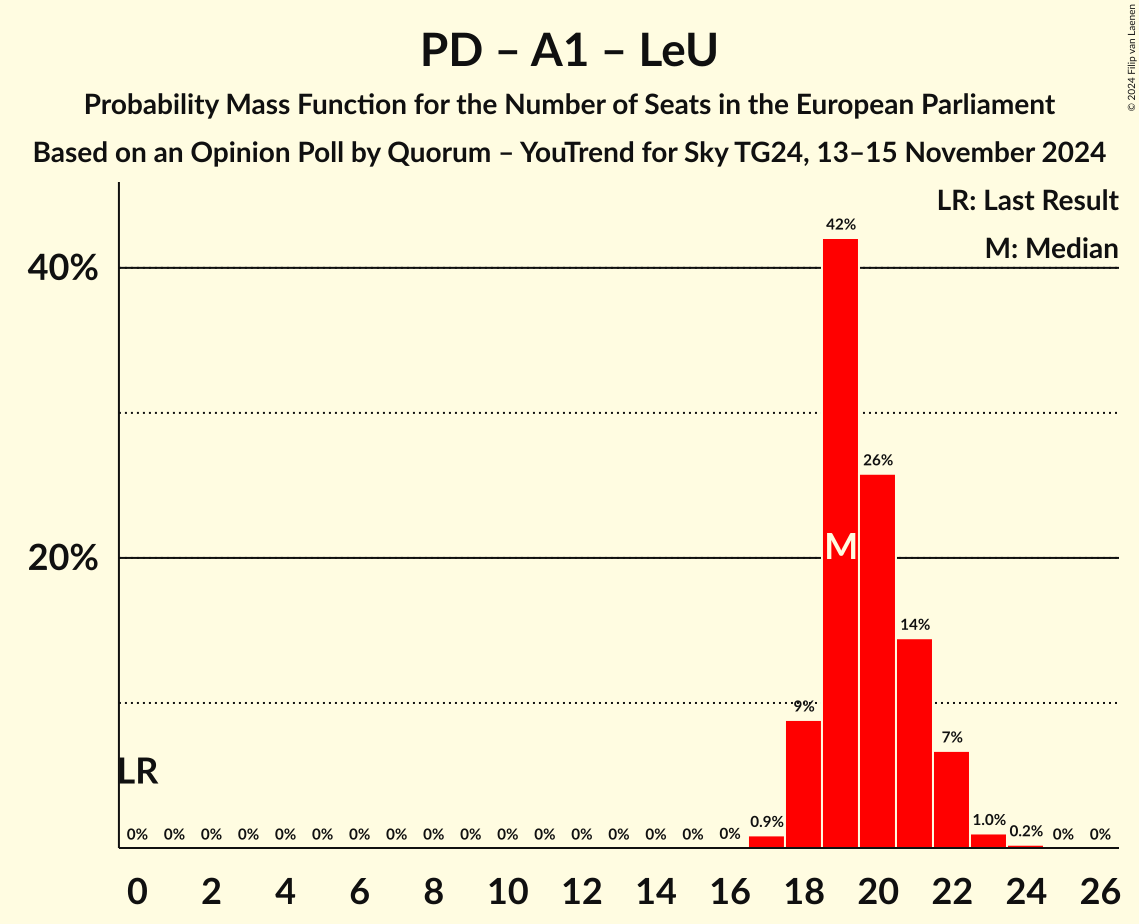 PD – A1 – LeU
Probability Mass Function for the Number of Seats in the European Parliament
Based on an Opinion Poll by Quorum – YouTrend for Sky TG24, 13–15 November 2024
© 2024 Filip van Laenen
LR: Last Result
M: Median
40%
20%
42%
26%
M
14%
9%
7%
LR
0% 0% 0% 0% 0% 0% 0% 0% 0% 0% 0% 0% 0% 0% 0% 0% 0% 0.9% 1.0% 0.2% 0% 0%
0 2 4 6 8 10 12 14 16 18 20 22 24 26